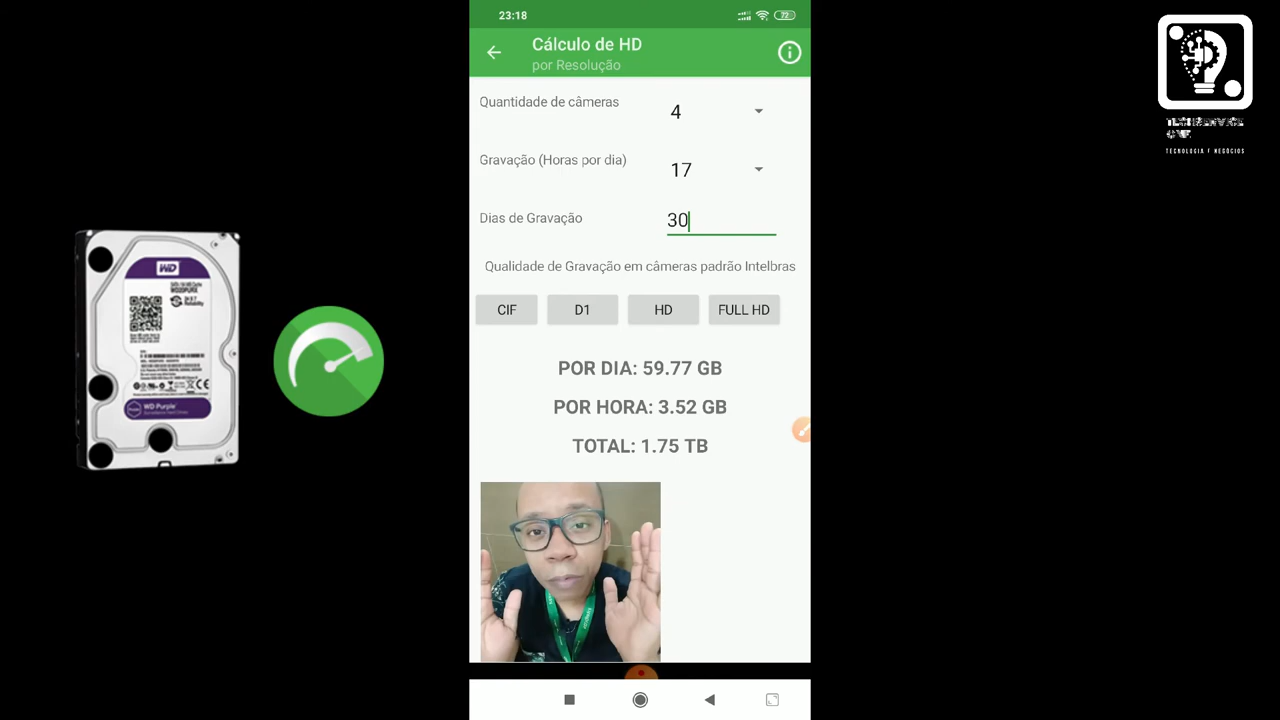 23:18
72
Cálculo de HD
por Resolução
Quantidade de câmeras
4
Gravação (Horas por dia)
17
Dias de Gravação
30
Qualidade de Gravação em câmeras padrão Intelbras
CIF
D1
HD
FULL HD
POR DIA: 59.77 GB
POR HORA: 3.52 GB
TOTAL: 1.75 TB
WD
WD Purple
TECNOLOGIA E NEGÓCIOS